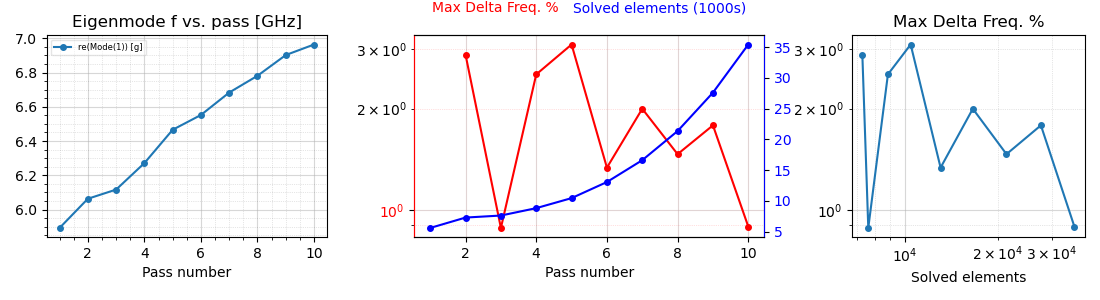 Eigenmode f vs. pass [GHz]
7.0
6.8
6.6
6.4
6.2
6.0
re(Mode(1)) [g]
2 4 6 8 10
Pass number
Max Delta Freq. % Solved elements (1000s)
3 × 10⁰
2 × 10⁰
10⁰
35
30
25
20
15
10
5
2 4 6 8 10
Pass number
Max Delta Freq. %
3 × 10⁰
2 × 10⁰
10⁰
10⁴ 2 × 10⁴ 3 × 10⁴
Solved elements